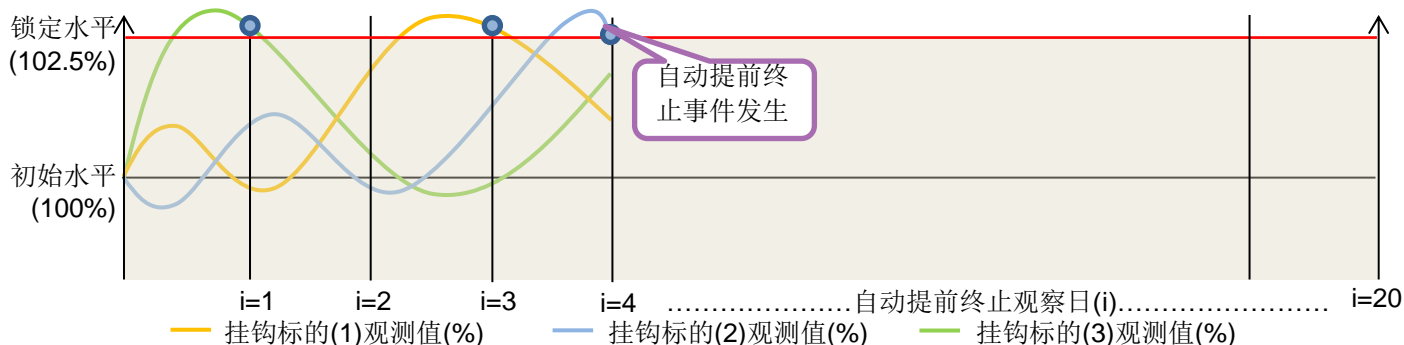 锁定水平
(102.5%)
自动提前终
止事件发生
初始水平
(100%)
i=1
i=2
i=3
i=4
…………………自动提前终止观察日(i)……………………
i=20
挂钩标的(1)观测值(%)
挂钩标的(2)观测值(%)
挂钩标的(3)观测值(%)